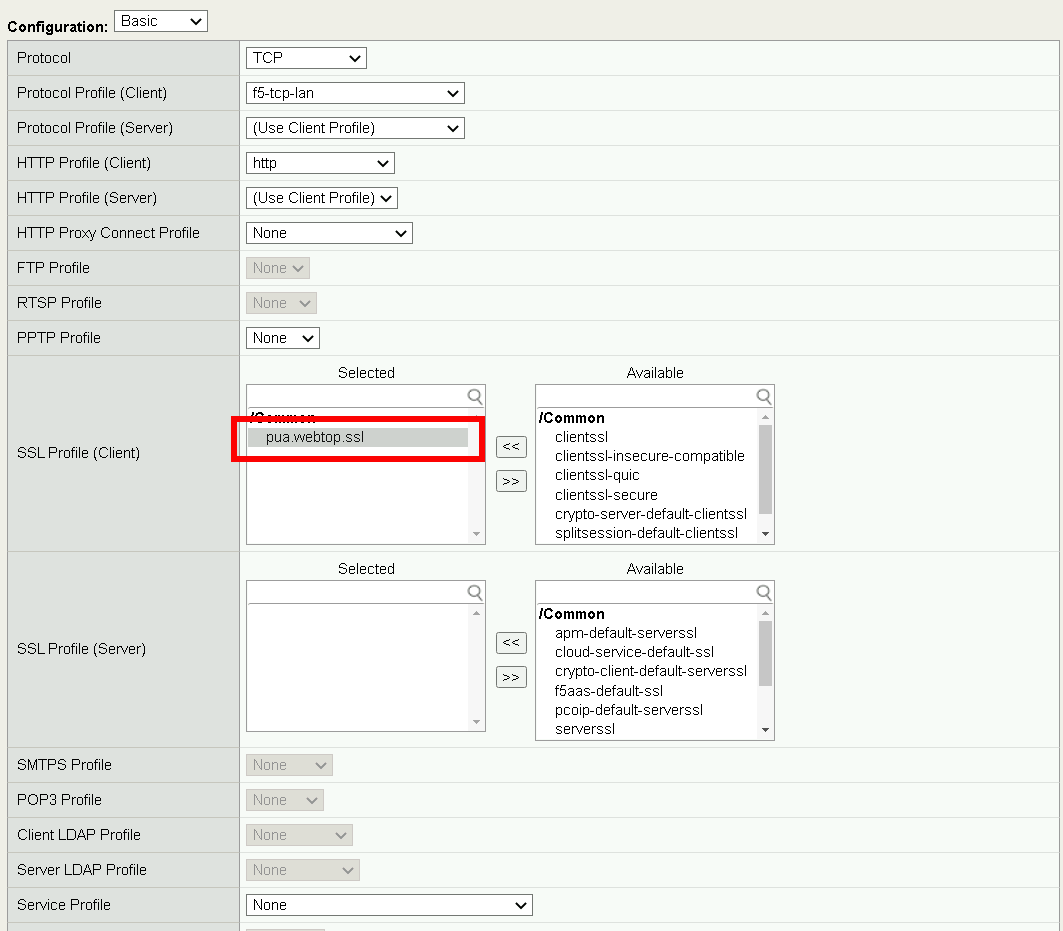 Configuration: Basic
Protocol TCP
Protocol Profile (Client) f5-tcp-lan
Protocol Profile (Server) (Use Client Profile)
HTTP Profile (Client) http
HTTP Profile (Server) (Use Client Profile)
HTTP Proxy Connect Profile None
FTP Profile None
RTSP Profile None
PPTP Profile None
SSL Profile (Client)
Selected
/Common
pua.webtop.ssl
<<
>>
Available
/Common
clientssl
clientssl-insecure-compatible
clientssl-quic
clientssl-secure
crypto-server-default-clientssl
splitsession-default-clientssl
SSL Profile (Server)
Selected
<<
>>
Available
/Common
apm-default-serverssl
cloud-service-default-ssl
crypto-client-default-serverssl
f5aas-default-ssl
pcoip-default-serverssl
serverssl
SMTPS Profile None
POP3 Profile None
Client LDAP Profile None
Server LDAP Profile None
Service Profile None